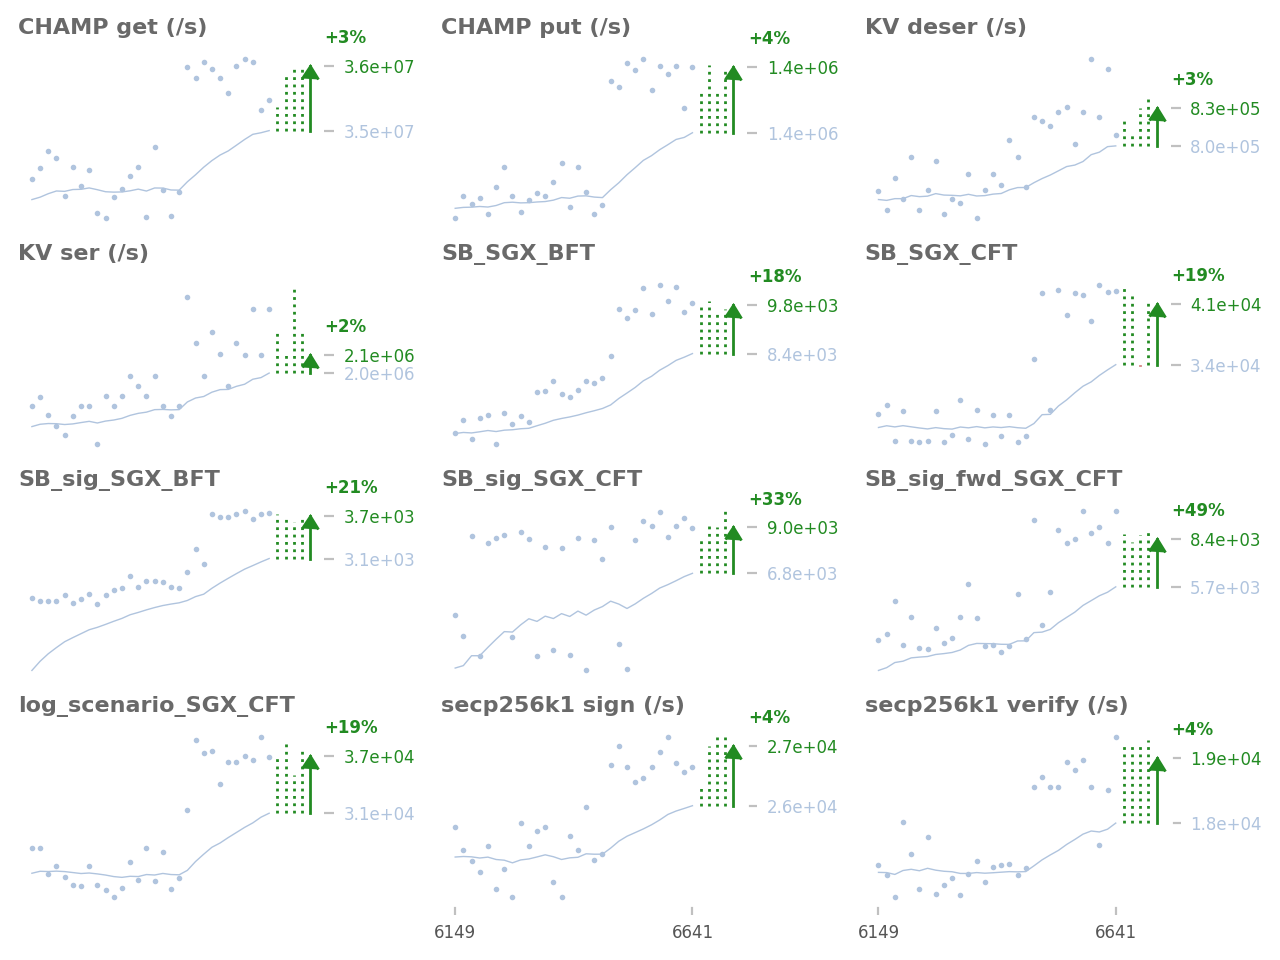 CHAMP get (/s)
+3%
3.6e+07
3.5e+07
CHAMP put (/s)
+4%
1.4e+06
1.4e+06
KV deser (/s)
+3%
8.3e+05
8.0e+05
KV ser (/s)
+2%
2.1e+06
2.0e+06
SB_SGX_BFT
+18%
9.8e+03
8.4e+03
SB_SGX_CFT
+19%
4.1e+04
3.4e+04
SB_sig_SGX_BFT
+21%
3.7e+03
3.1e+03
SB_sig_SGX_CFT
+33%
9.0e+03
6.8e+03
SB_sig_fwd_SGX_CFT
+49%
8.4e+03
5.7e+03
log_scenario_SGX_CFT
+19%
3.7e+04
3.1e+04
secp256k1 sign (/s)
+4%
2.7e+04
2.6e+04
6149
6641
secp256k1 verify (/s)
+4%
1.9e+04
1.8e+04
6149
6641